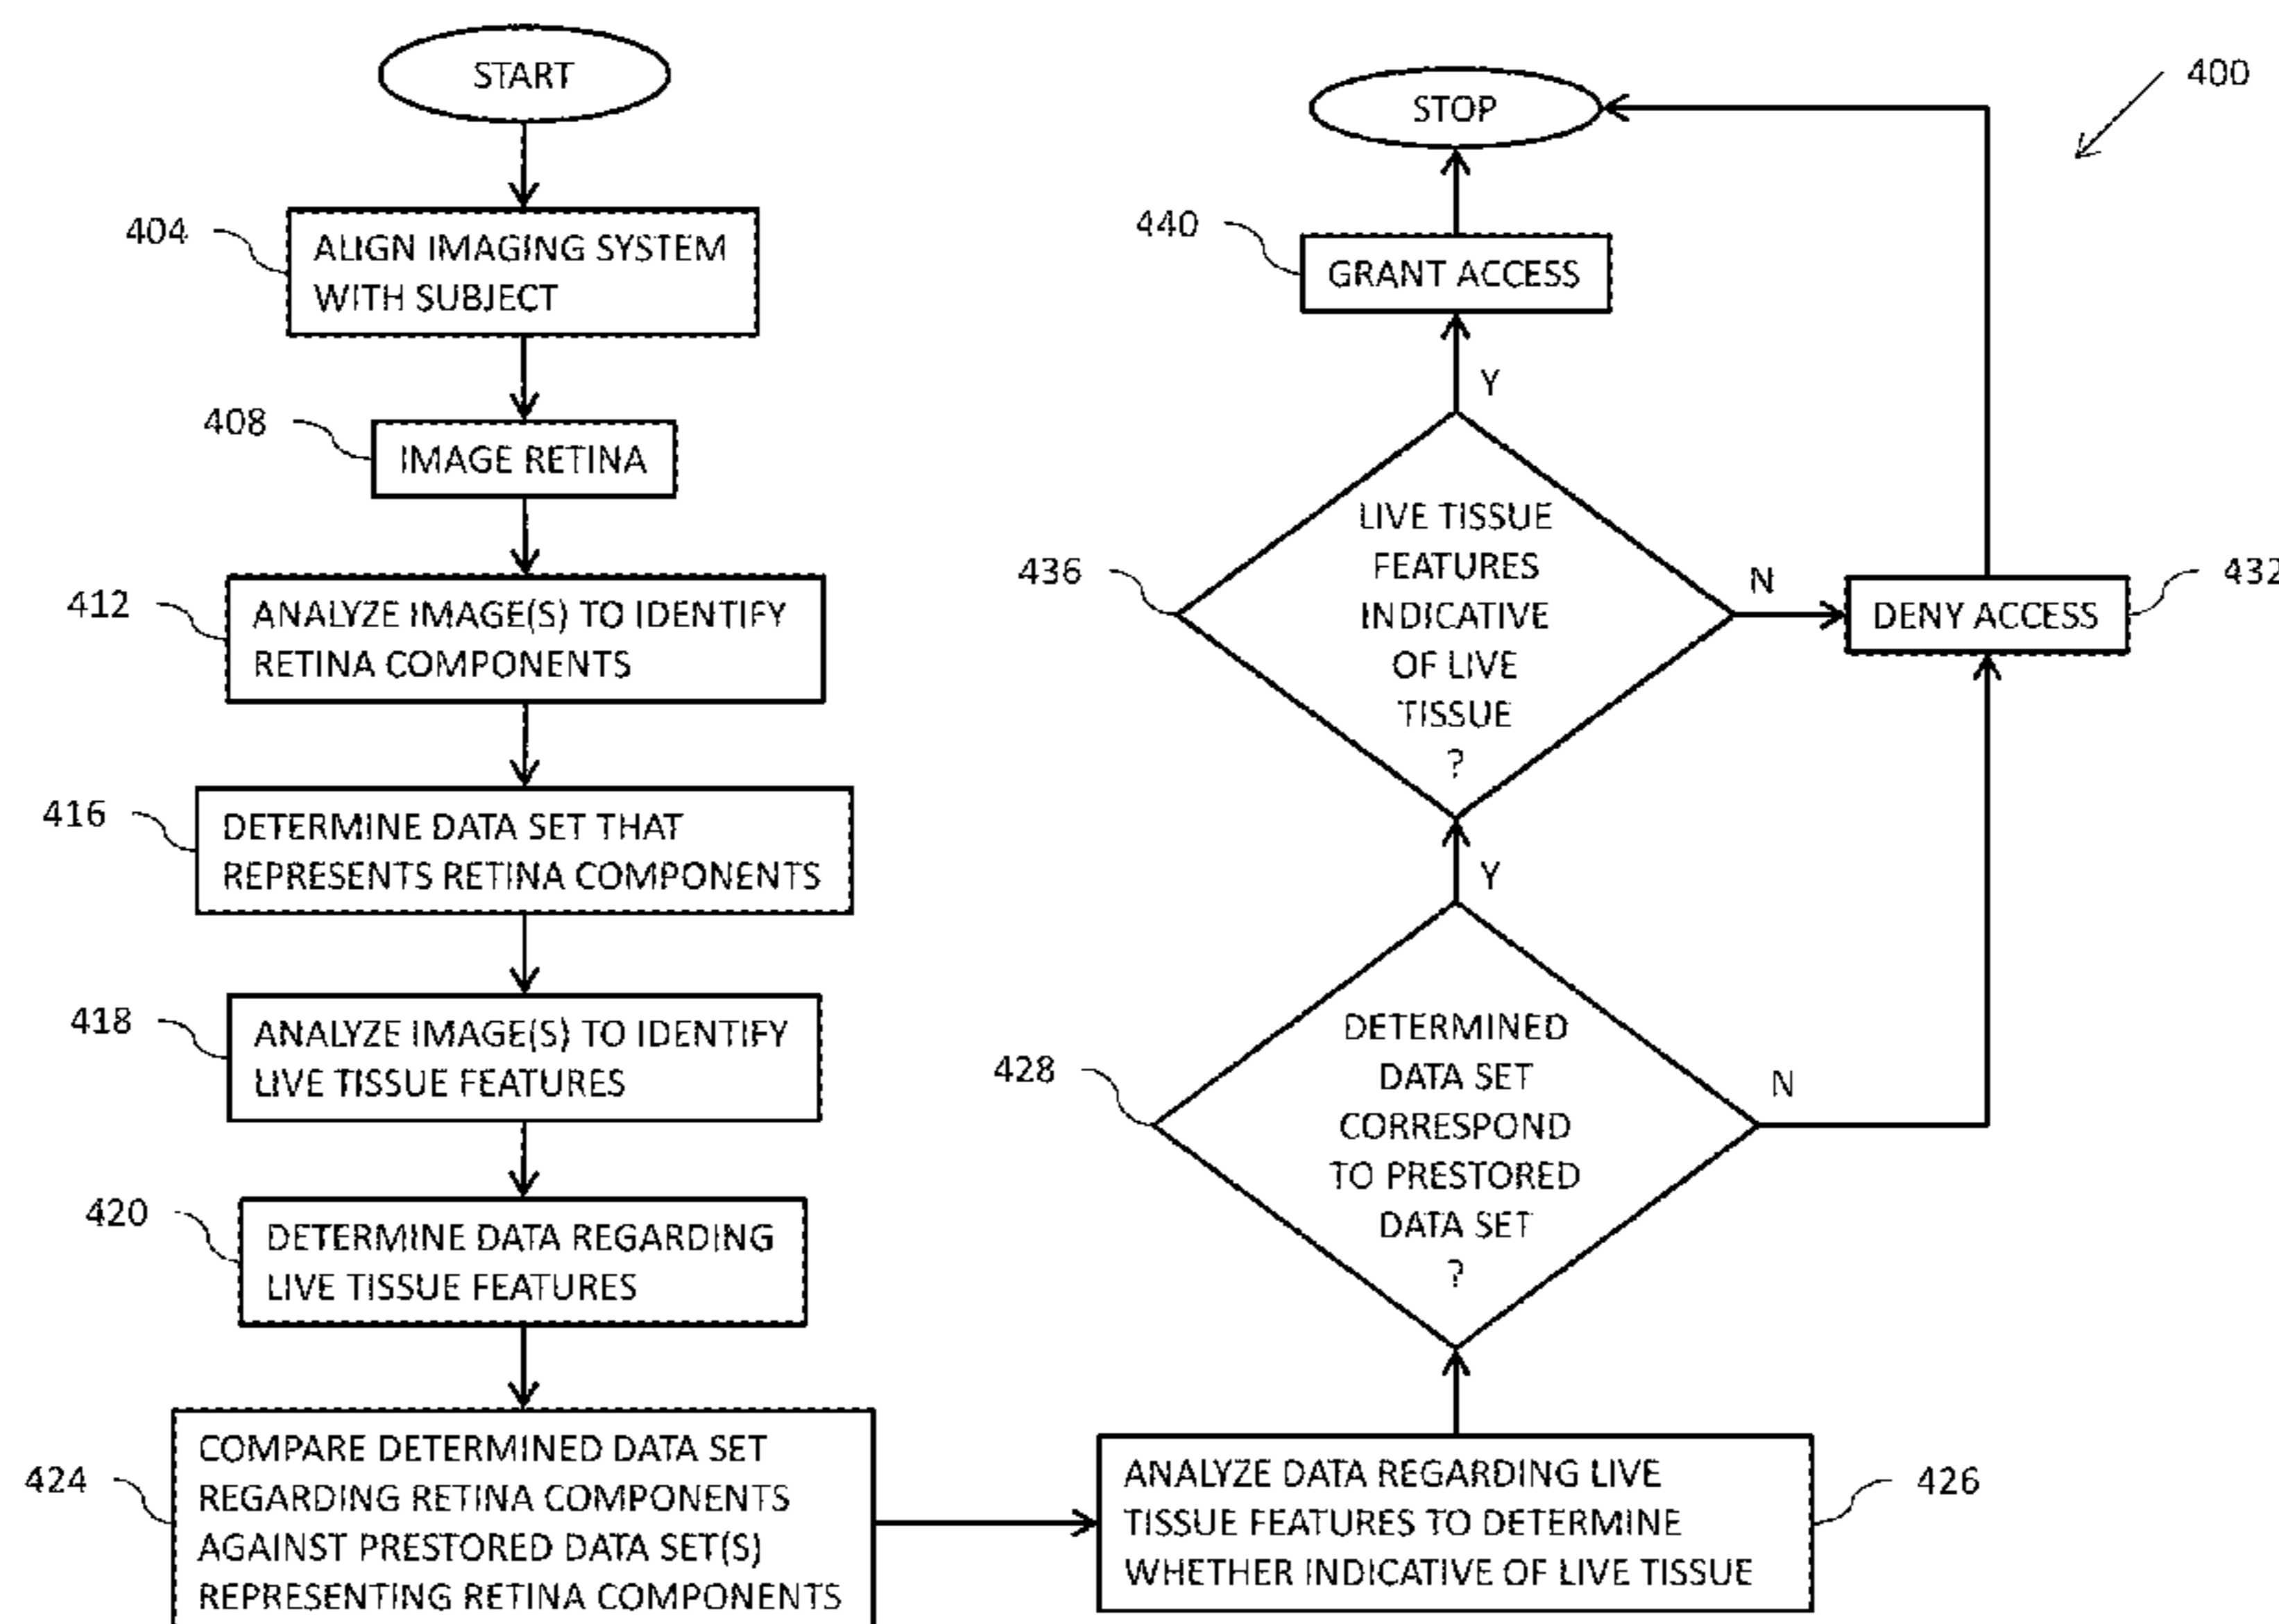 START
404
ALIGN IMAGING SYSTEM
WITH SUBJECT
408
IMAGE RETINA
412
ANALYZE IMAGE(S) TO IDENTIFY
RETINA COMPONENTS
416
DETERMINE DATA SET THAT
REPRESENTS RETINA COMPONENTS
418
ANALYZE IMAGE(S) TO IDENTIFY
LIVE TISSUE FEATURES
420
DETERMINE DATA REGARDING
LIVE TISSUE FEATURES
424
COMPARE DETERMINED DATA SET
REGARDING RETINA COMPONENTS
AGAINST PRESTORED DATA SET(S)
REPRESENTING RETINA COMPONENTS
426
ANALYZE DATA REGARDING LIVE
TISSUE FEATURES TO DETERMINE
WHETHER INDICATIVE OF LIVE TISSUE
428
DETERMINED
DATA SET
CORRESPOND
TO PRESTORED
DATA SET
?
N
Y
436
LIVE TISSUE
FEATURES
INDICATIVE
OF LIVE
TISSUE
?
N
432
DENY ACCESS
Y
440
GRANT ACCESS
STOP
400